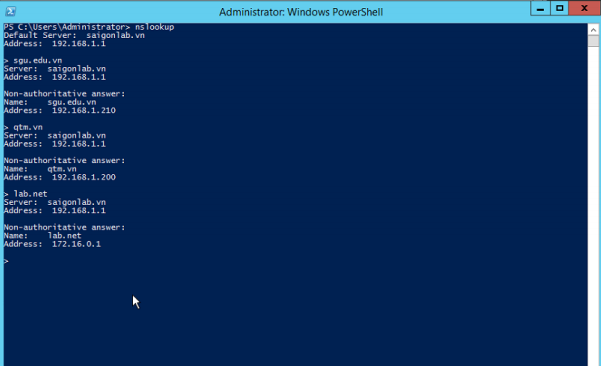 Administrator: Windows PowerShell
PS C:\Users\Administrator> nslookup
Default Server:  saigonlab.vn
Address:  192.168.1.1
> sgu.edu.vn
Server:  saigonlab.vn
Address:  192.168.1.1
Non-authoritative answer:
Name:    sgu.edu.vn
Address:  192.168.1.210
> qtm.vn
Server:  saigonlab.vn
Address:  192.168.1.1
Non-authoritative answer:
Name:    qtm.vn
Address:  192.168.1.200
> lab.net
Server:  saigonlab.vn
Address:  192.168.1.1
Non-authoritative answer:
Name:    lab.net
Address:  172.16.0.1
>